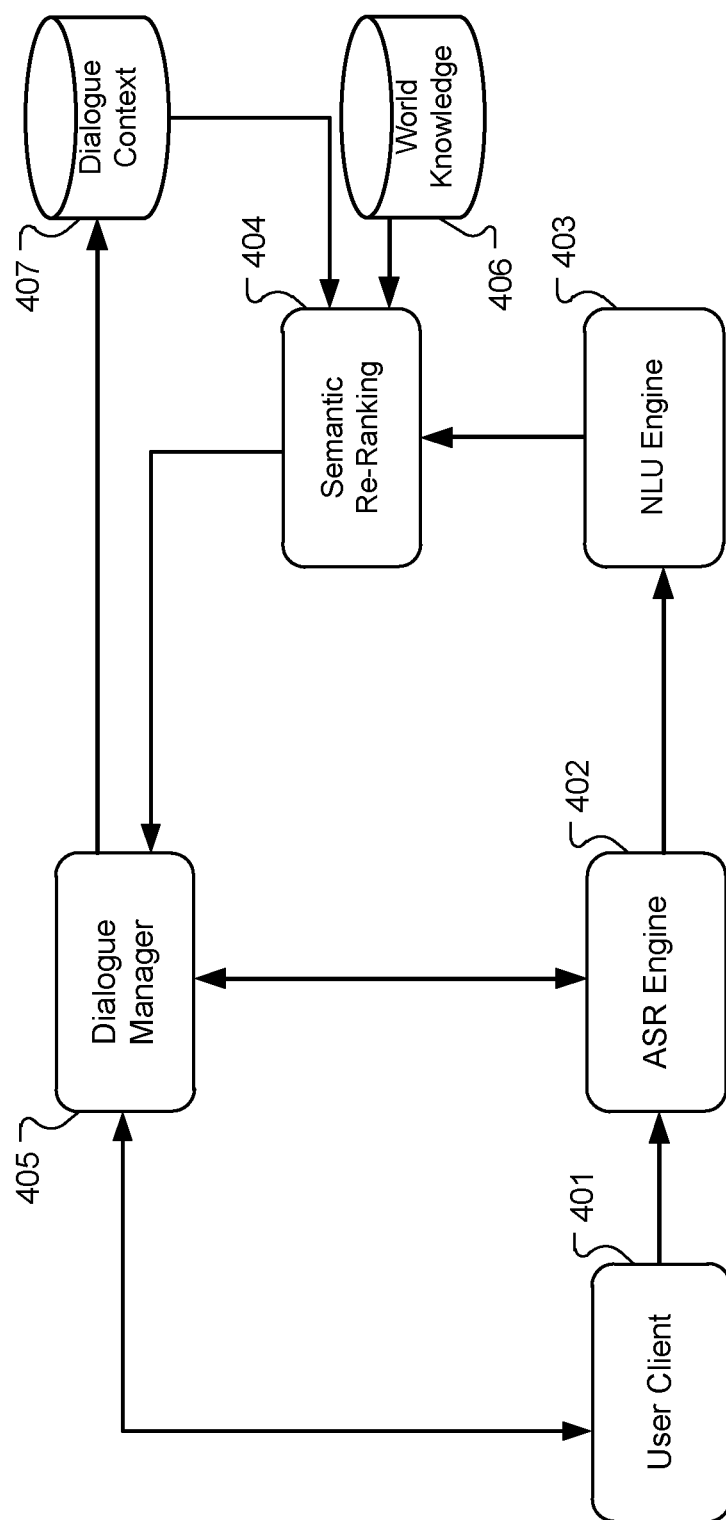 405
Dialogue
Manager
407
Dialogue
Context
404
Semantic
Re-Ranking
World
Knowledge
406
401
User Client
402
ASR Engine
403
NLU Engine